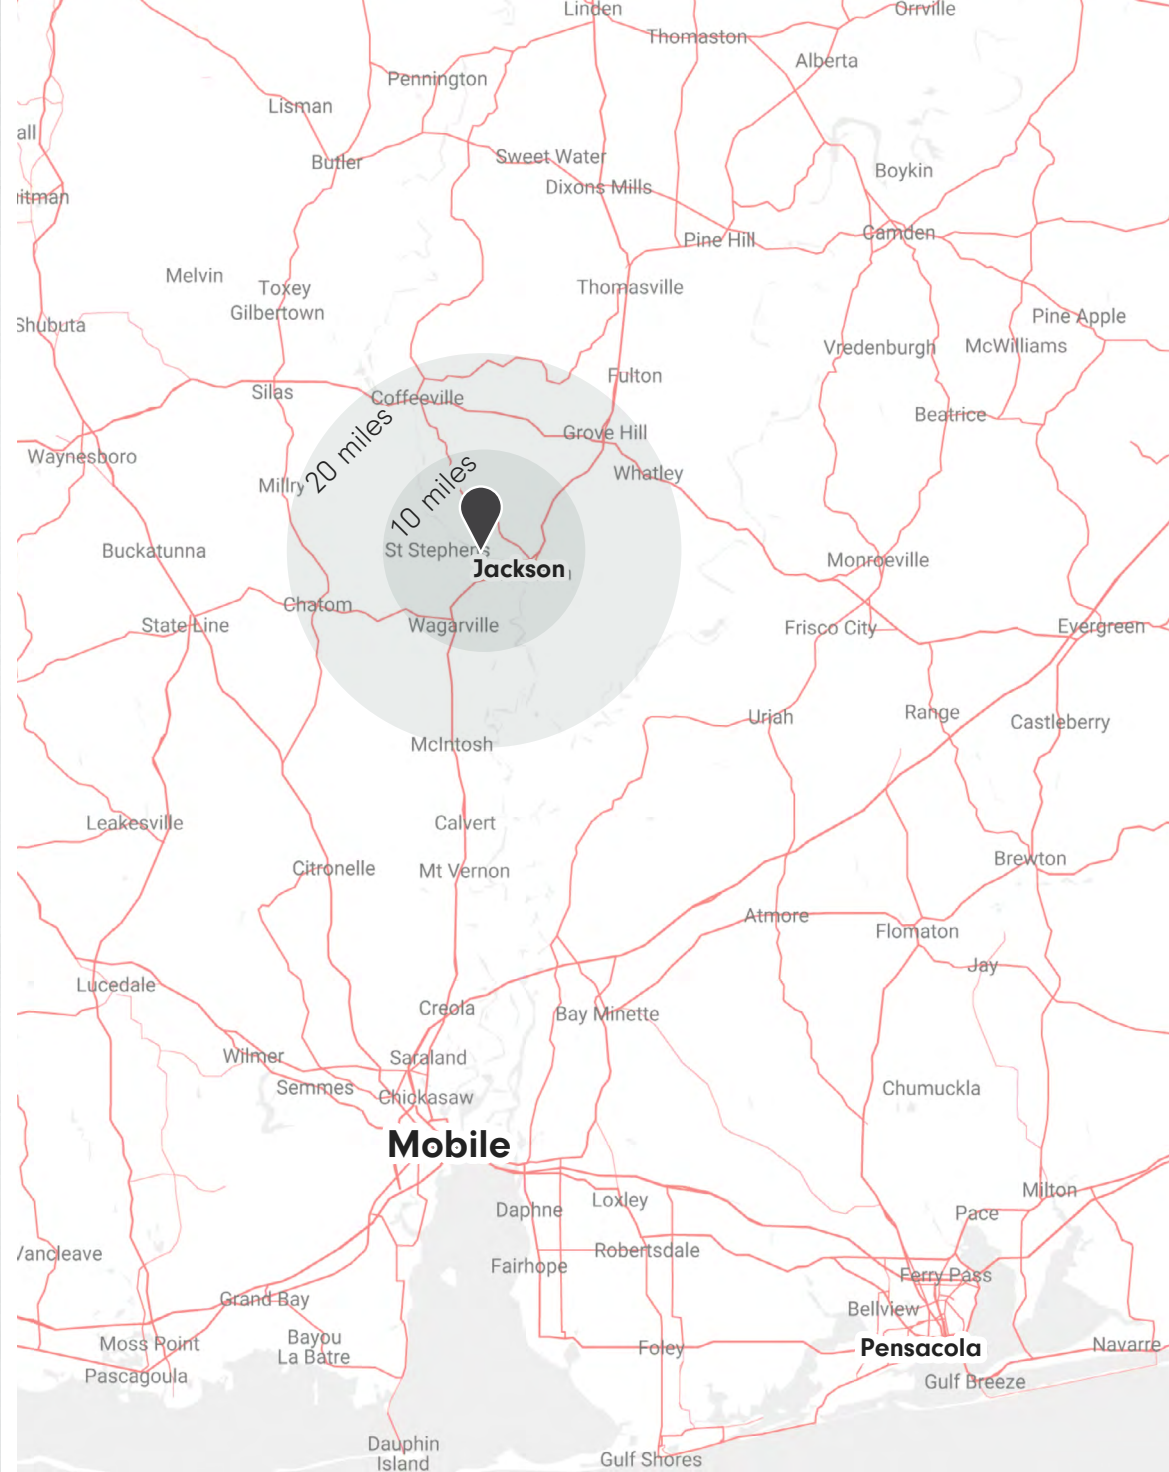 Linden
Orrville
Thomaston
Alberta
Pennington
Lisman
all
Butler
Sweet Water
Dixons Mills
Boykin
itman
Camden
Pine Hill
Melvin
Toxey
Thomasville
Gilbertown
Pine Apple
Shubuta
Vredenburgh
McWilliams
Fulton
Silas
Coffeeville
Beatrice
20 miles
Grove Hill
Waynesboro
Whatley
Millry
10 miles
Buckatunna
St Stephens
Monroeville
Jackson
Chatom
State Line
Wagarville
Frisco City
Evergreen
Uriah
Range
Castleberry
McIntosh
Leakesville
Calvert
Citronelle
Mt Vernon
Brewton
Atmore
Flomaton
Jay
Lucedale
Creola
Bay Minette
Wilmer
Saraland
Semmes
Chickasaw
Chumuckla
Mobile
Milton
Daphne
Loxley
Pace
Vancleave
Robertsdale
Fairhope
Ferry Pass
Grand Bay
Bellview
Moss Point
Bayou
La Batre
Foley
Pensacola
Navarre
Pascagoula
Gulf Breeze
Dauphin
Island
Gulf Shores